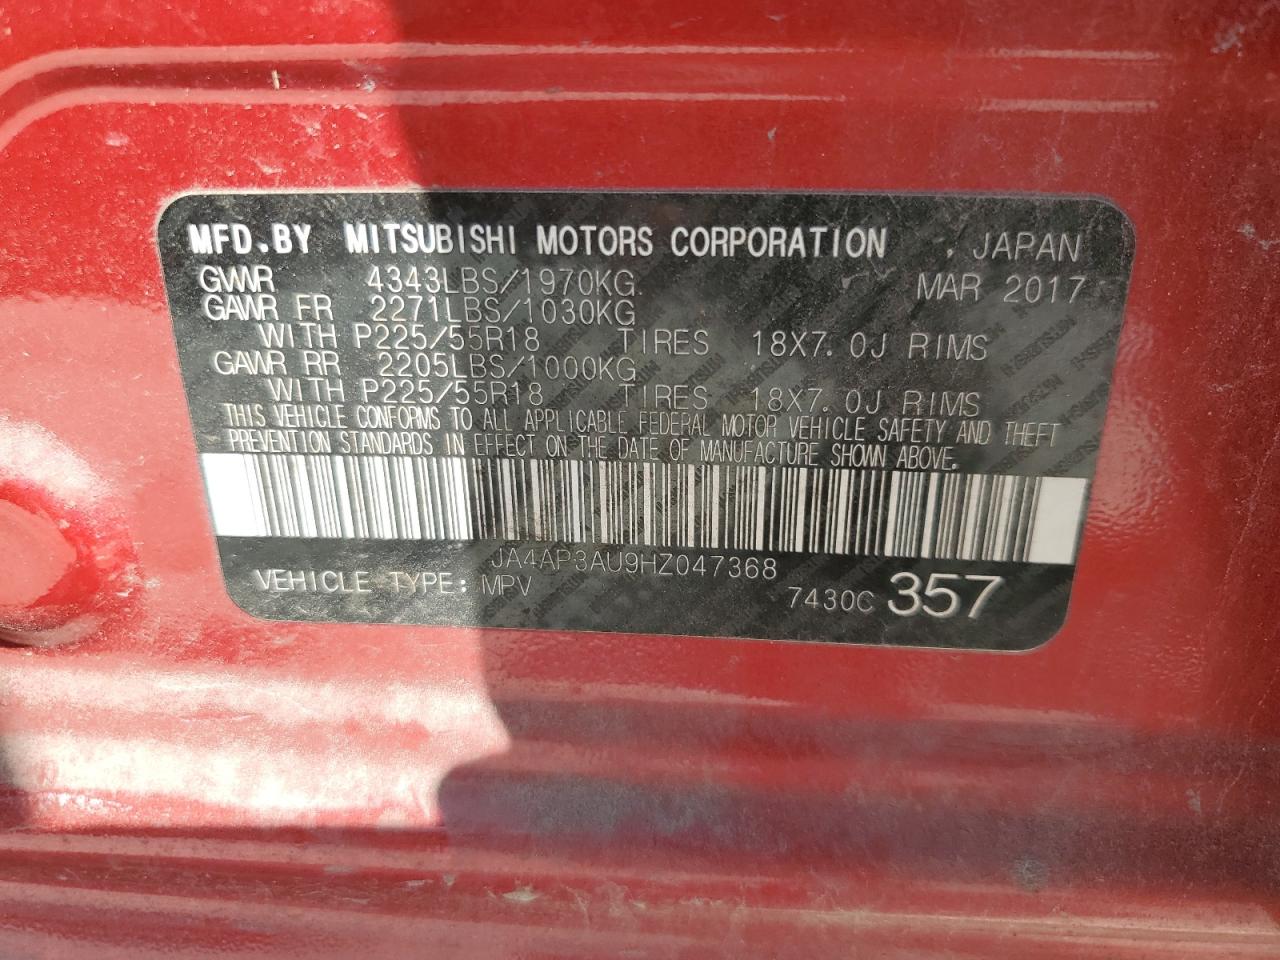 MFD.BY MITSUBISHI MOTORS CORPORATION , JAPAN
GVWR 4343LBS/1970KG. MAR 2017
GAWR FR 2271LBS/1030KG
WITH P225/55R18 TIRES 18X7.0J RIMS
GAWR RR 2205LBS/1000KG
WITH P225/55R18 TIRES 18X7.0J RIMS
THIS VEHICLE CONFORMS TO ALL APPLICABLE FEDERAL MOTOR VEHICLE SAFETY AND THEFT
PREVENTION STANDARDS IN EFFECT ON THE DATE OF MANUFACTURE SHOWN ABOVE.
JA4AP3AU9HZ047368
VEHICLE TYPE: MPV 7430C 357